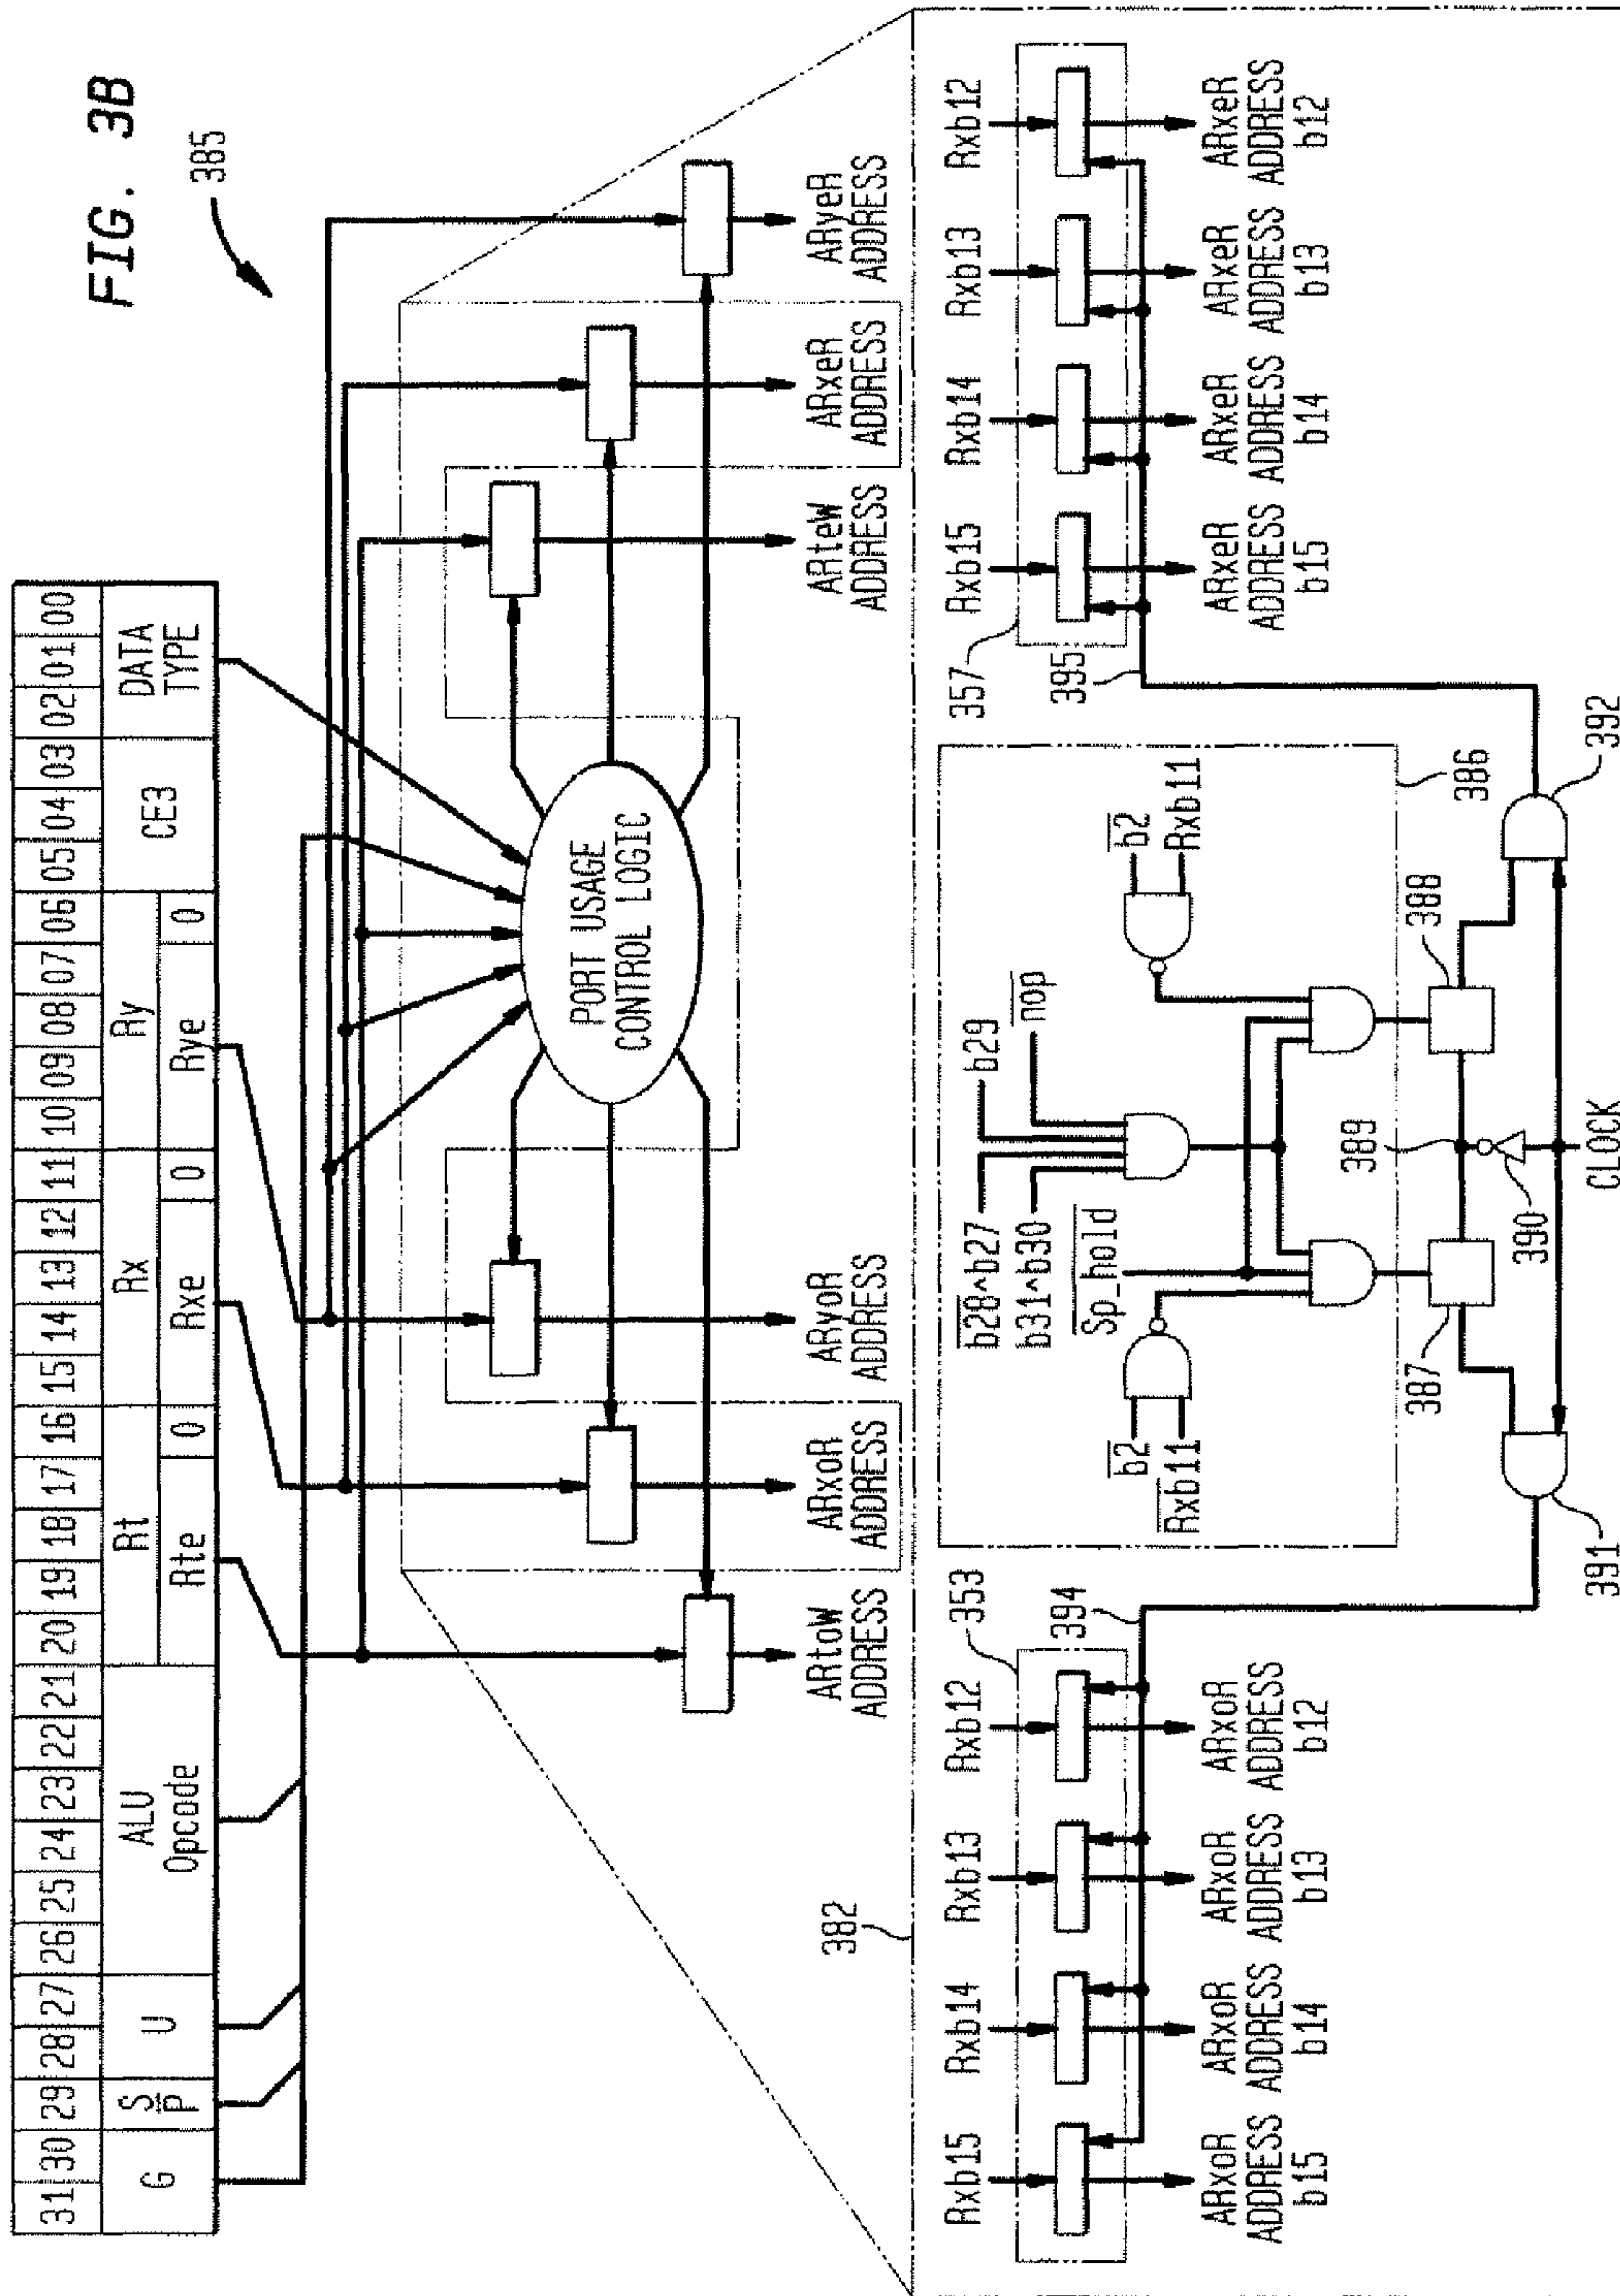 FIG. 3B
385
31 30 29 28 27 26 25 24 23 22 21 20 19 18 17 16 15 14 13 12 11 10 09 08 07 06 05 04 03 02 01 00
G S/P U ALU Opcode Rt Rx Ry CE3 DATA TYPE
Rte 0 Rxe 0 Rye 0
PORT USAGE
CONTROL LOGIC
ARtoW ADDRESS
ARxoR ADDRESS
ARyoR ADDRESS
ARteW ADDRESS
ARxeR ADDRESS
ARyeR ADDRESS
382
Rxb15 Rxb14 Rxb13 Rxb12
353
394
ARxoR ADDRESS b15
ARxoR ADDRESS b14
ARxoR ADDRESS b13
ARxoR ADDRESS b12
b̅2̅
R̅x̅b̅1̅1̅
S̅p̅_̅h̅o̅l̅d̅
b31^b30
b̅2̅8̅^b27
b29
n̅o̅p̅
b̅2̅
Rxb11
386
387
388
389
390
391
392
CLOCK
Rxb15 Rxb14 Rxb13 Rxb12
357
395
ARxeR ADDRESS b15
ARxeR ADDRESS b14
ARxeR ADDRESS b13
ARxeR ADDRESS b12